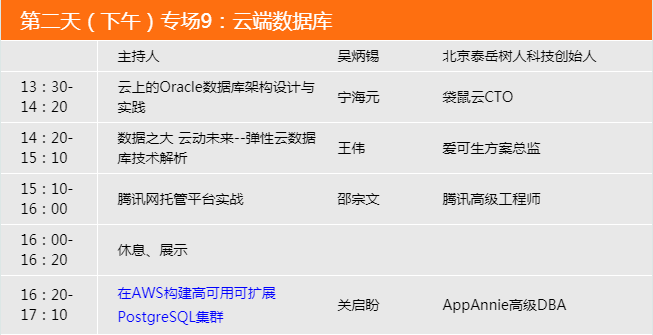 第二天（下午）专场9：云端数据库
主持人 吴炳锡 北京泰岳树人科技创始人
13：30-14：20 云上的Oracle数据库架构设计与实践 宁海元 袋鼠云CTO
14：20-15：10 数据之大 云动未来--弹性云数据库技术解析 王伟 爱可生方案总监
15：10-16：00 腾讯网托管平台实战 邵宗文 腾讯高级工程师
16：00-16：20 休息、展示
16：20-17：10 在AWS构建高可用可扩展PostgreSQL集群 关启盼 AppAnnie高级DBA